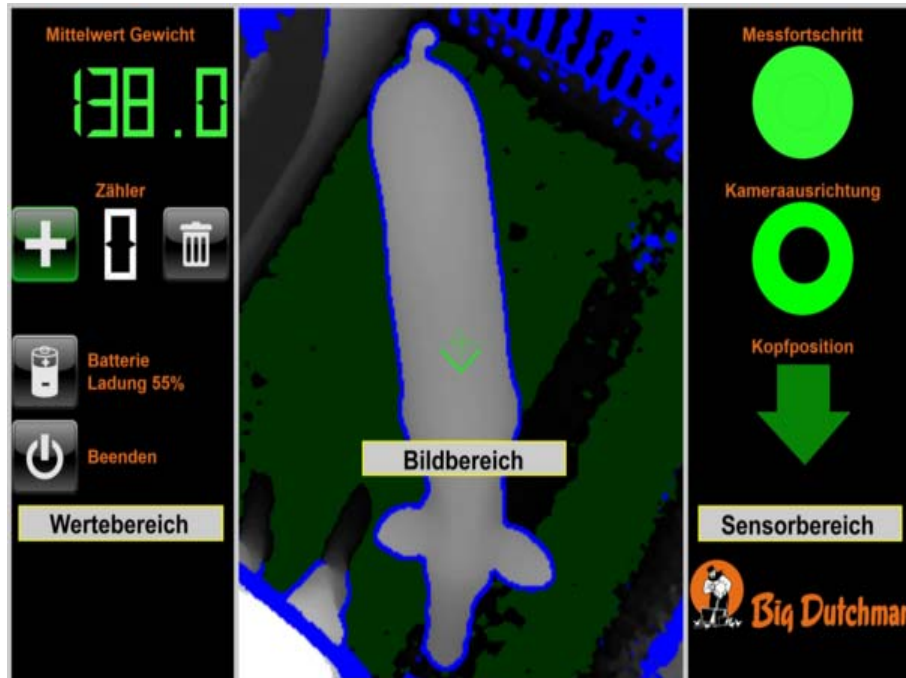 Mittelwert Gewicht
138.0
Zähler
0
Batterie
Ladung 55%
Beenden
Wertebereich
Bildbereich
Messfortschritt
Kameraausrichtung
Kopfposition
Sensorbereich
Big Dutchman